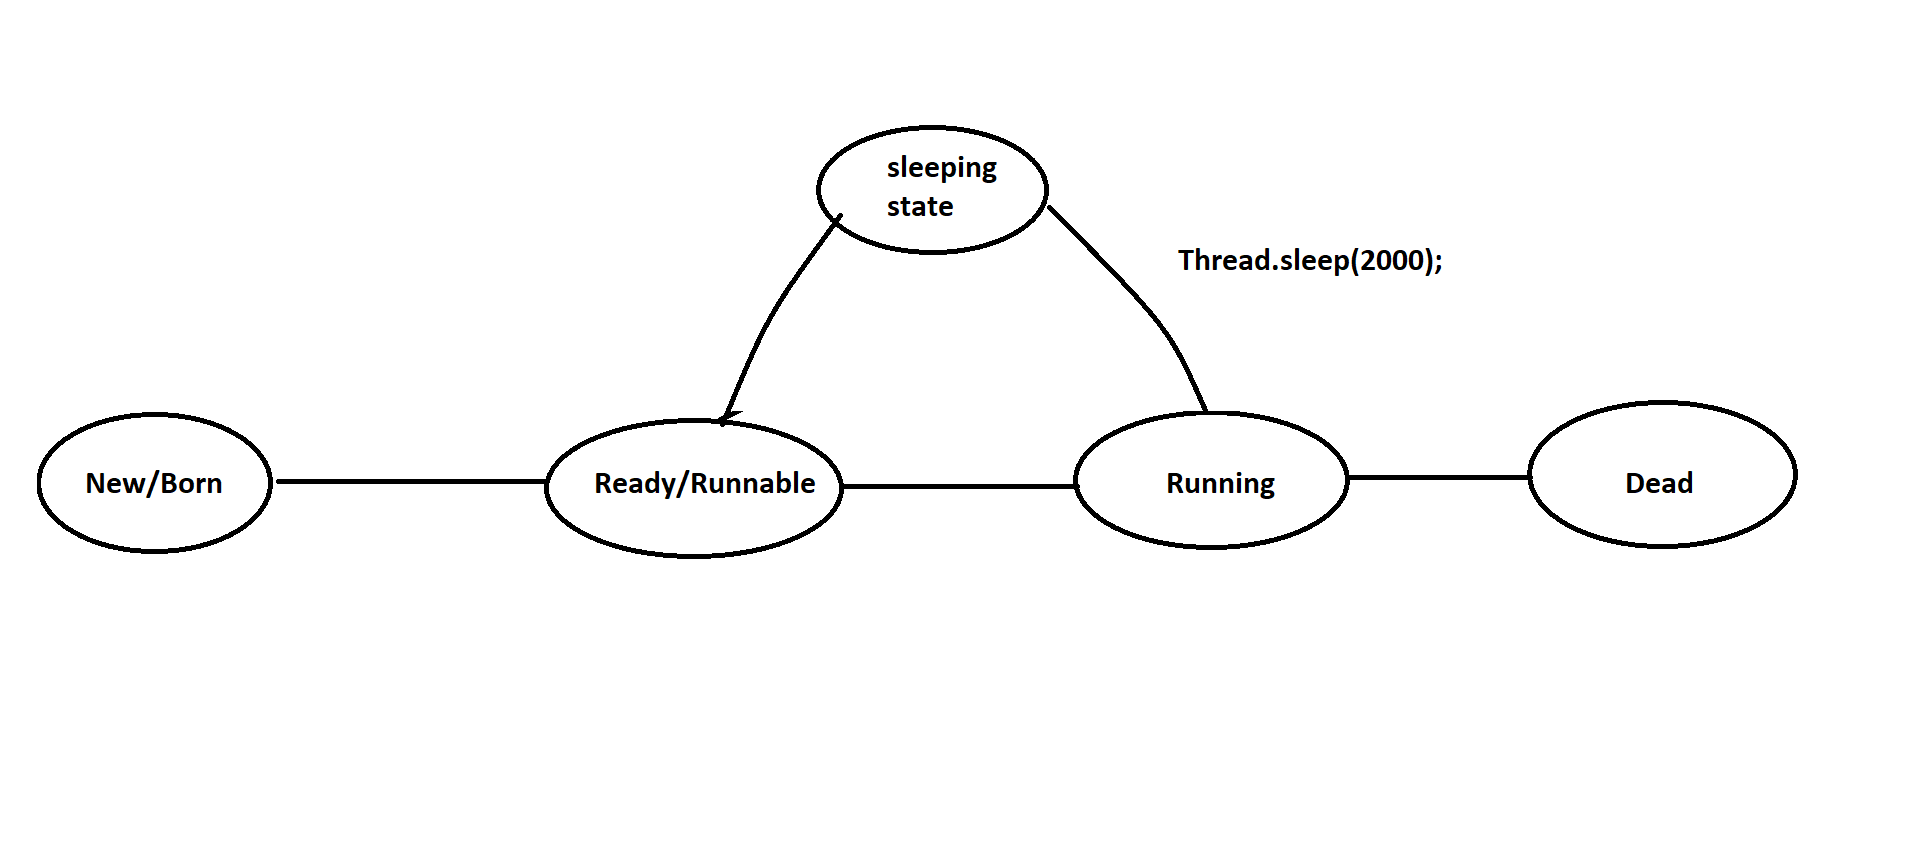 sleeping
state
Thread.sleep(2000);
New/Born
Ready/Runnable
Running
Dead